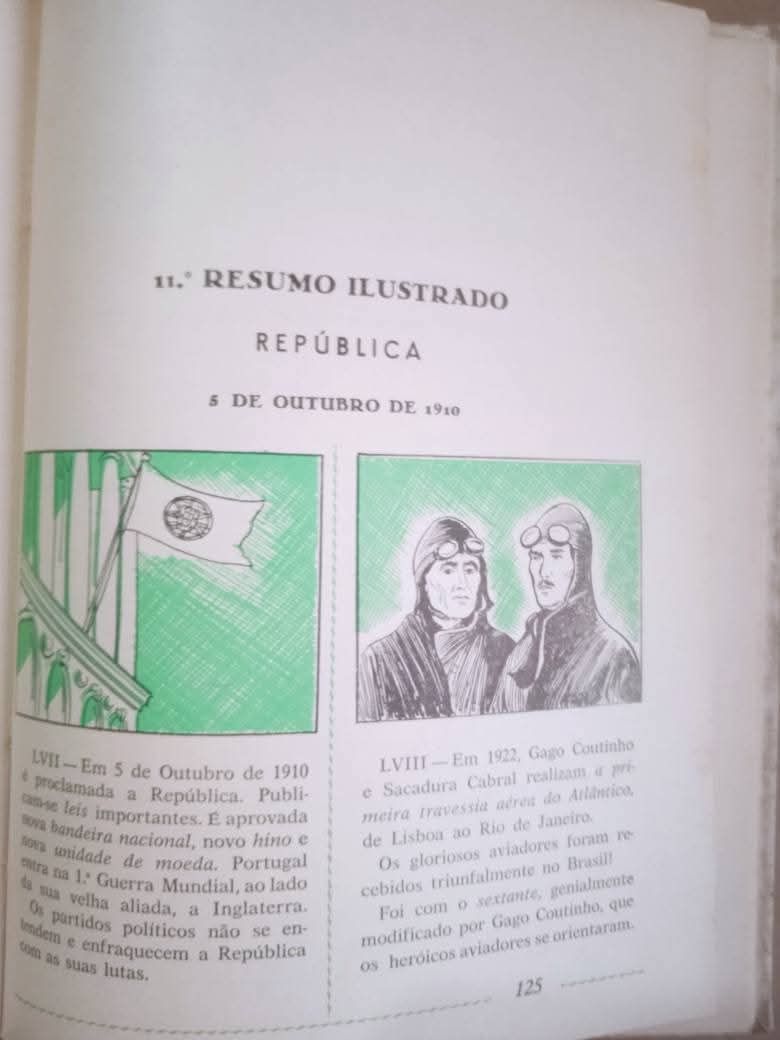 11.º RESUMO ILUSTRADO
REPÚBLICA
5 DE OUTUBRO DE 1910
LVII — Em 5 de Outubro de 1910
é proclamada a República. Publi-
cam-se leis importantes. É aprovada
nova bandeira nacional, novo hino e
nova unidade de moeda. Portugal
entra na 1.ª Guerra Mundial, ao lado
da sua velha aliada, a Inglaterra.
Os partidos políticos não se en-
tendem e enfraquecem a República
com as suas lutas.
LVIII — Em 1922, Gago Coutinho
e Sacadura Cabral realizam a pri-
meira travessia aérea do Atlântico,
de Lisboa ao Rio de Janeiro.
Os gloriosos aviadores foram re-
cebidos triunfalmente no Brasil!
Foi com o sextante, genialmente
modificado por Gago Coutinho, que
os heróicos aviadores se orientaram.
125